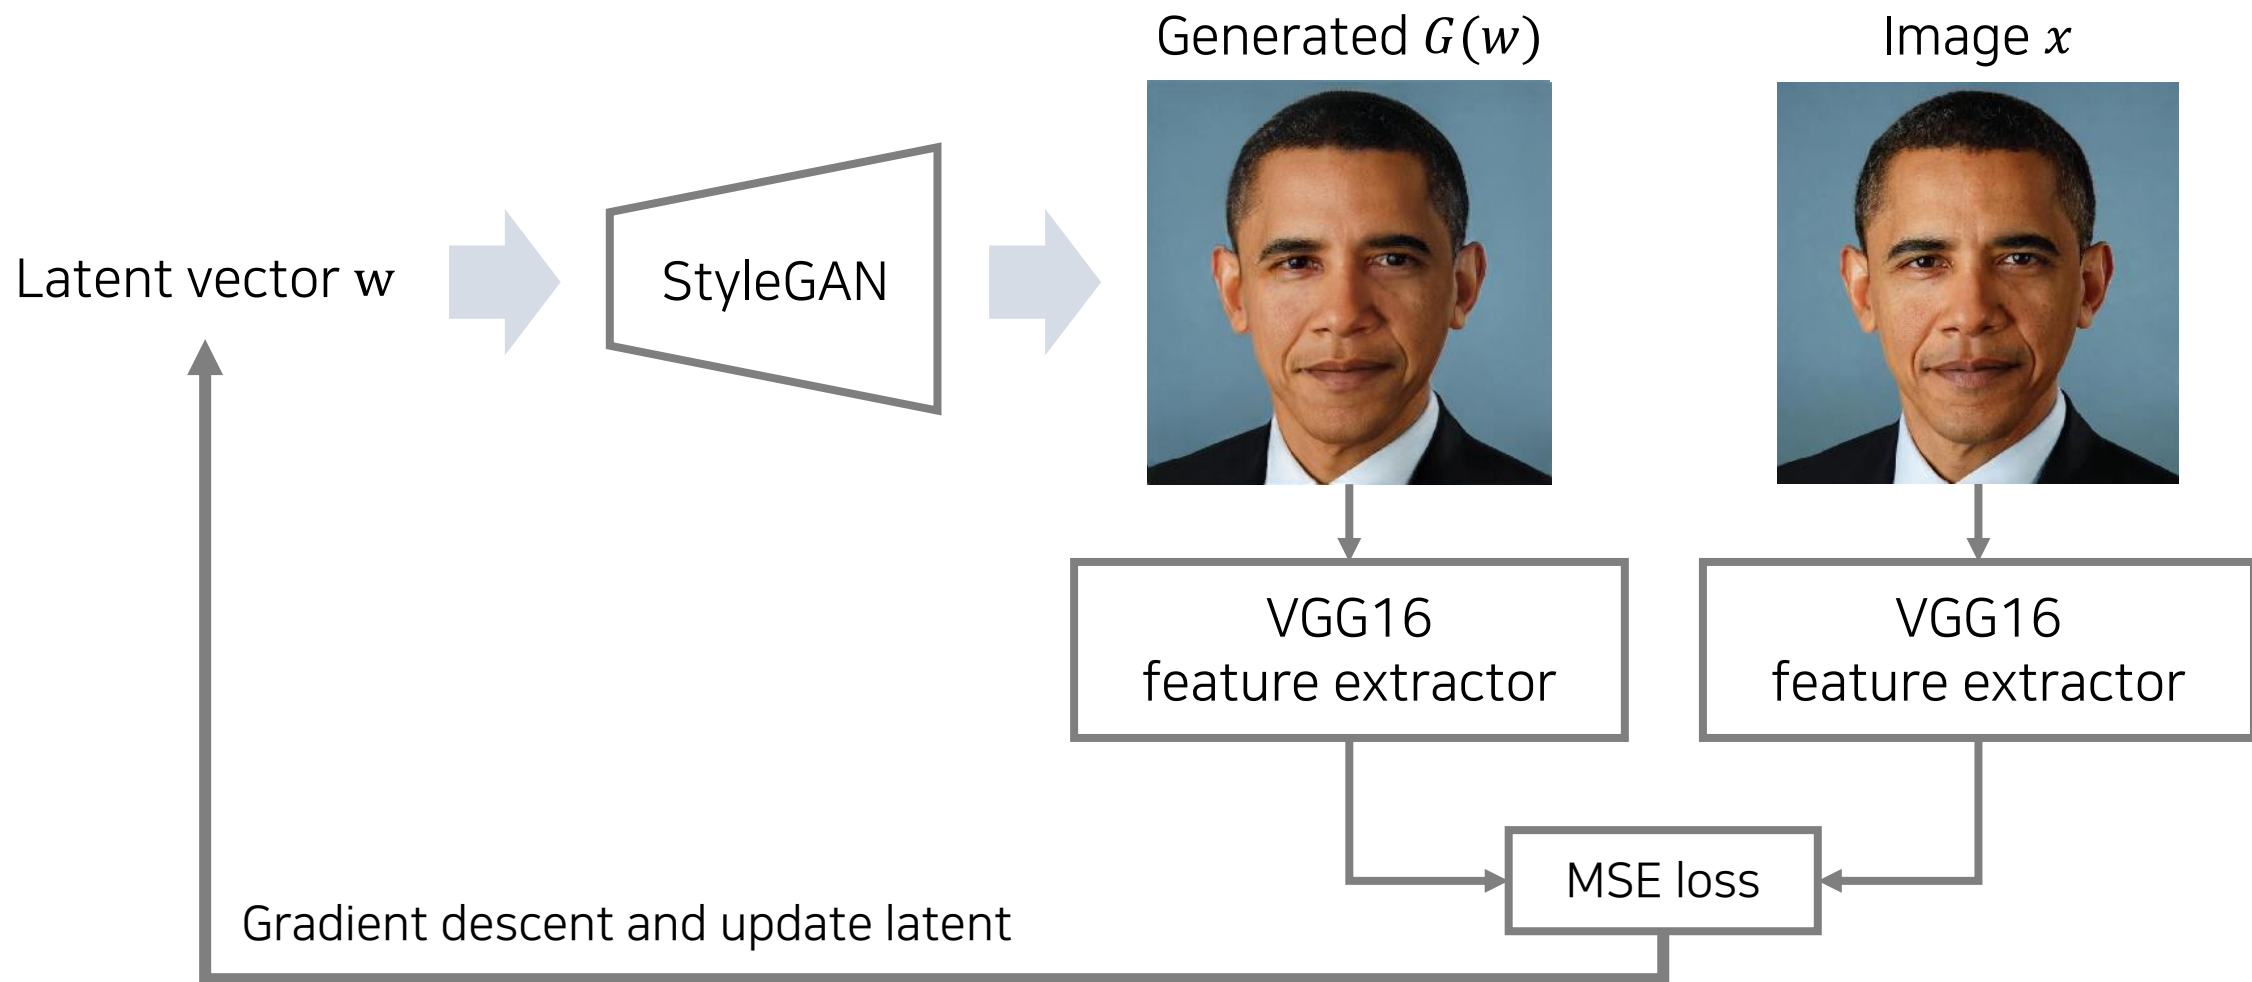 Generated G(w)
Image x
Latent vector w
StyleGAN
VGG16
feature extractor
VGG16
feature extractor
MSE loss
Gradient descent and update latent